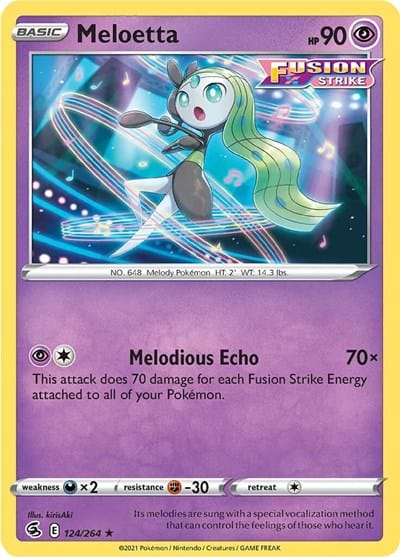 BASIC Meloetta HP 90
FUSION STRIKE
NO. 648 Melody Pokémon HT: 2' WT: 14.3 lbs.
Melodious Echo 70×
This attack does 70 damage for each Fusion Strike Energy
attached to all of your Pokémon.
weakness ×2 resistance -30 retreat
Illus. kirisAki
E 124/264 ★
Its melodies are sung with a special vocalization method
that can control the feelings of those who hear it.
©2021 Pokémon / Nintendo / Creatures / GAME FREAK